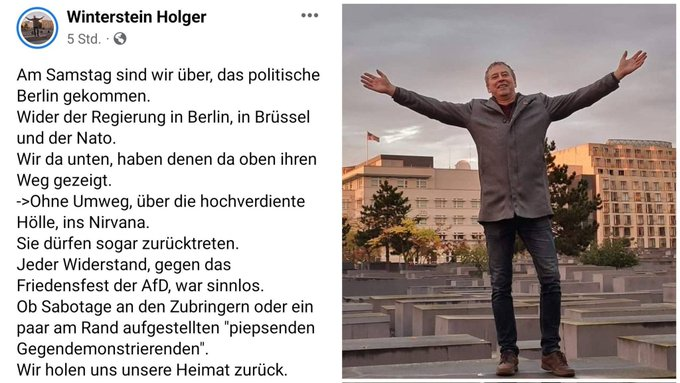 Winterstein Holger
5 Std. ·
Am Samstag sind wir über, das politische
Berlin gekommen.
Wider der Regierung in Berlin, in Brüssel
und der Nato.
Wir da unten, haben denen da oben ihren
Weg gezeigt.
->Ohne Umweg, über die hochverdiente
Hölle, ins Nirvana.
Sie dürfen sogar zurücktreten.
Jeder Widerstand, gegen das
Friedensfest der AfD, war sinnlos.
Ob Sabotage an den Zubringern oder ein
paar am Rand aufgestellten "piepsenden
Gegendemonstrierenden".
Wir holen uns unsere Heimat zurück.